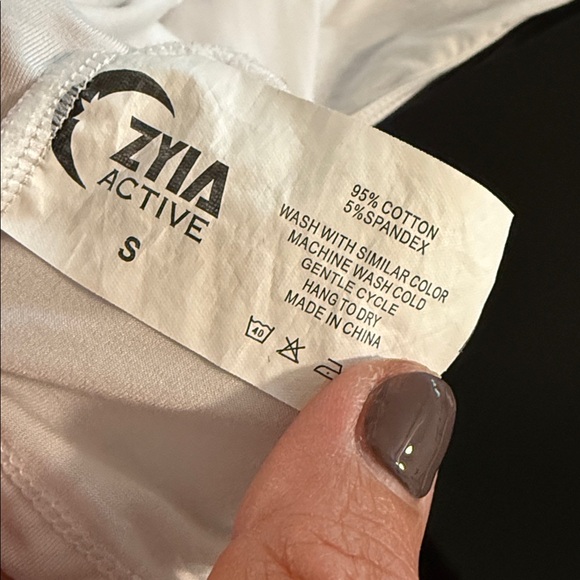 ZYIA
ACTIVE
S
95% COTTON
5%SPANDEX
WASH WITH SIMILAR COLOR
MACHINE WASH COLD
GENTLE CYCLE
HANG TO DRY
MADE IN CHINA
40